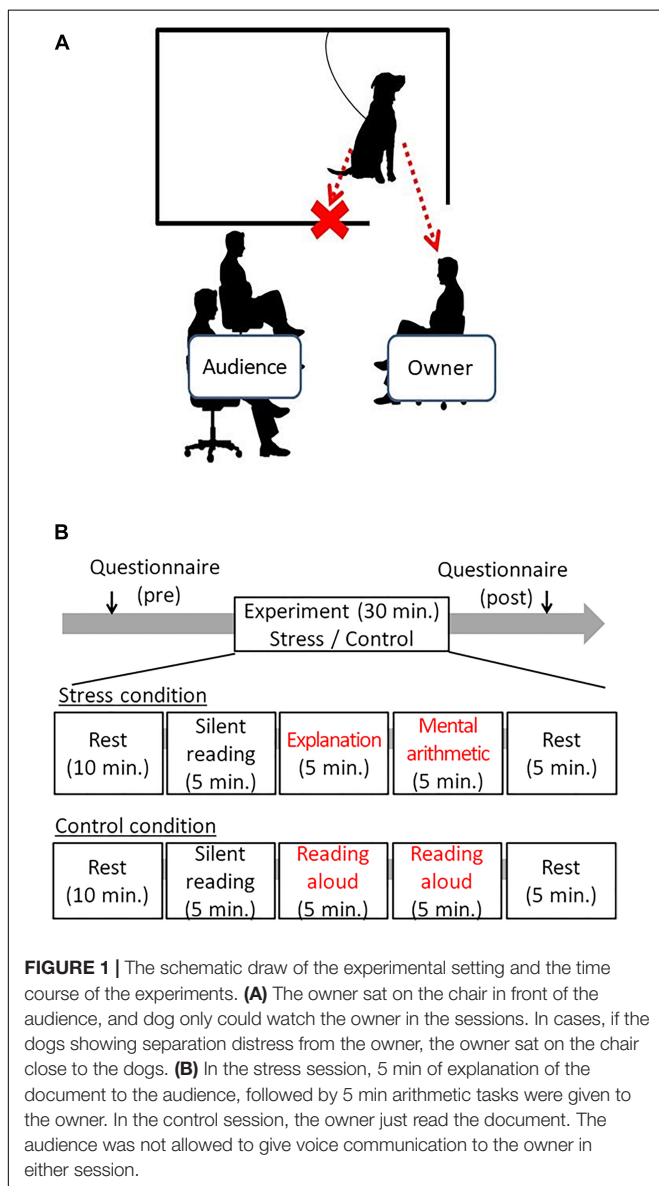 A
Audience
Owner
B
Questionnaire
(pre)
Questionnaire
(post)
Experiment (30 min.)
Stress / Control
Stress condition
Rest
(10 min.)
Silent
reading
(5 min.)
Explanation
(5 min.)
Mental
arithmetic
(5 min.)
Rest
(5 min.)
Control condition
Rest
(10 min.)
Silent
reading
(5 min.)
Reading
aloud
(5 min.)
Reading
aloud
(5 min.)
Rest
(5 min.)
FIGURE 1 | The schematic draw of the experimental setting and the time
course of the experiments. (A) The owner sat on the chair in front of the
audience, and dog only could watch the owner in the sessions. In cases, if the
dogs showing separation distress from the owner, the owner sat on the chair
close to the dogs. (B) In the stress session, 5 min of explanation of the
document to the audience, followed by 5 min arithmetic tasks were given to
the owner. In the control session, the owner just read the document. The
audience was not allowed to give voice communication to the owner in
either session.